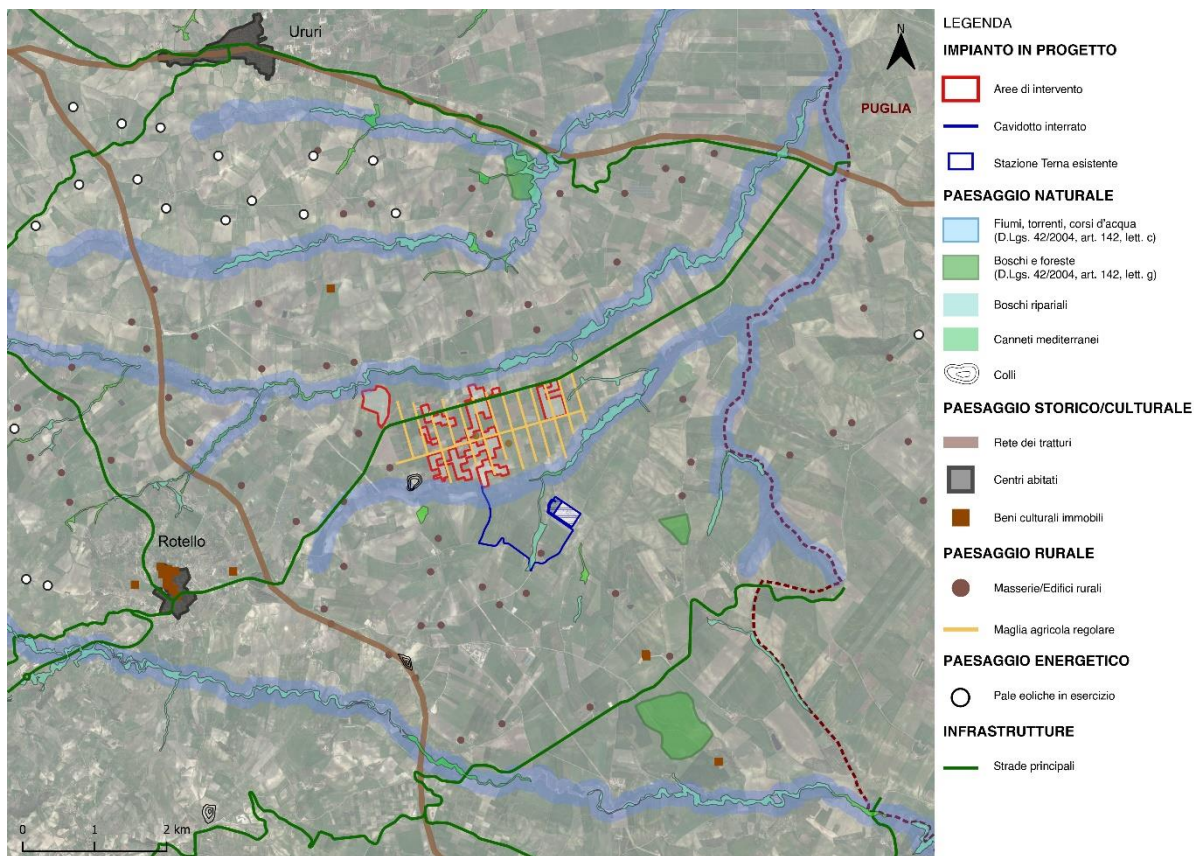 Ururi
N
PUGLIA
Rotello
0 1 2 km
LEGENDA
IMPIANTO IN PROGETTO
Aree di intervento
Cavidotto interrato
Stazione Terna esistente
PAESAGGIO NATURALE
Fiumi, torrenti, corsi d'acqua
(D.Lgs. 42/2004, art. 142, lett. c)
Boschi e foreste
(D.Lgs. 42/2004, art. 142, lett. g)
Boschi ripariali
Canneti mediterranei
Colli
PAESAGGIO STORICO/CULTURALE
Rete dei tratturi
Centri abitati
Beni culturali immobili
PAESAGGIO RURALE
Masserie/Edifici rurali
Maglia agricola regolare
PAESAGGIO ENERGETICO
Pale eoliche in esercizio
INFRASTRUTTURE
Strade principali